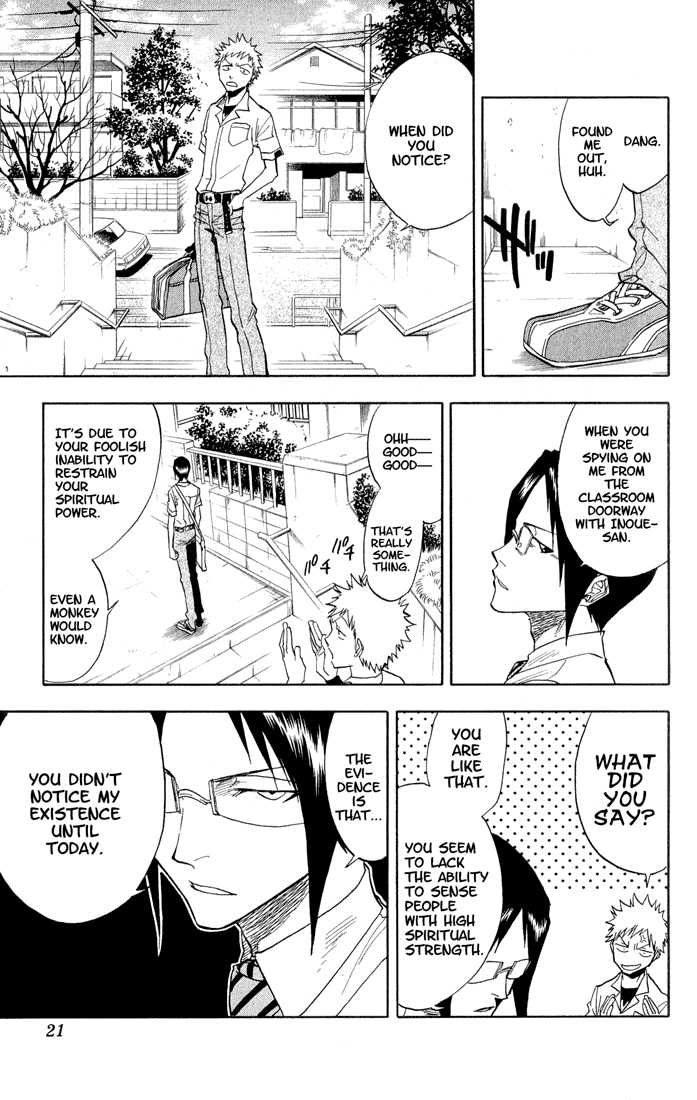 DANG.
FOUND
ME
OUT,
HUH.
WHEN DID
YOU
NOTICE?
WHEN YOU
WERE
SPYING ON
ME FROM
THE
CLASSROOM
DOORWAY
WITH INOUE-
SAN.
OHH—
GOOD—
GOOD—
THAT'S
REALLY
SOME-
THING.
IT'S DUE TO
YOUR FOOLISH
INABILITY TO
RESTRAIN
YOUR
SPIRITUAL
POWER.
EVEN A
MONKEY
WOULD
KNOW.
WHAT
DID
YOU
SAY?
YOU
ARE
LIKE
THAT.
YOU SEEM
TO LACK
THE ABILITY
TO SENSE
PEOPLE
WITH HIGH
SPIRITUAL
STRENGTH.
THE
EVI-
DENCE
IS
THAT...
YOU DIDN'T
NOTICE MY
EXISTENCE
UNTIL
TODAY.
21